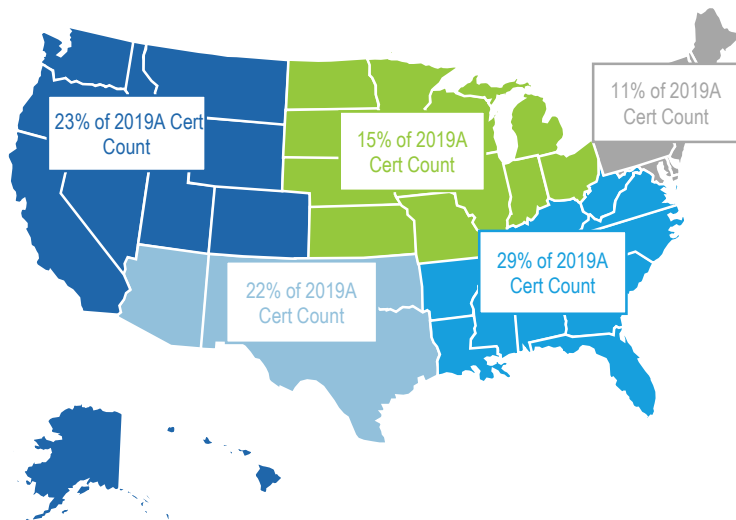 11% of 2019A
Cert Count
23% of 2019A Cert
Count
15% of 2019A
Cert Count
29% of 2019A
Cert Count
22% of 2019A
Cert Count